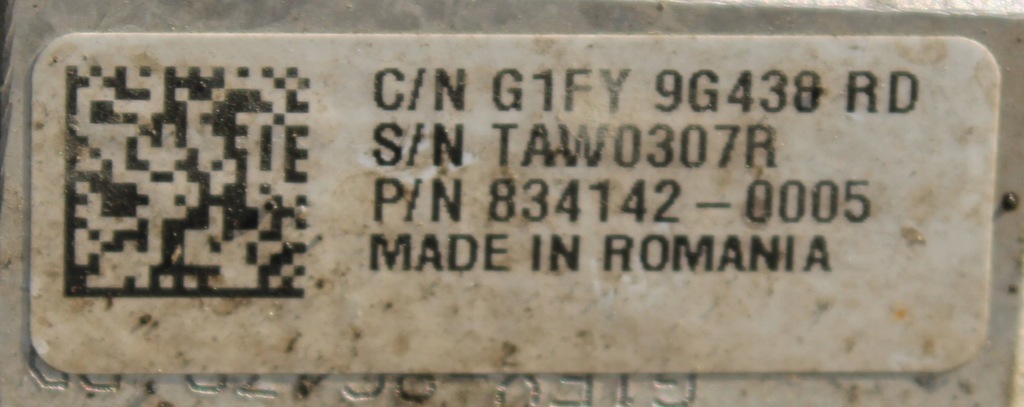 C/N G1FY 9G438 RD
S/N TAW0307R
P/N 834142-0005
MADE IN ROMANIA